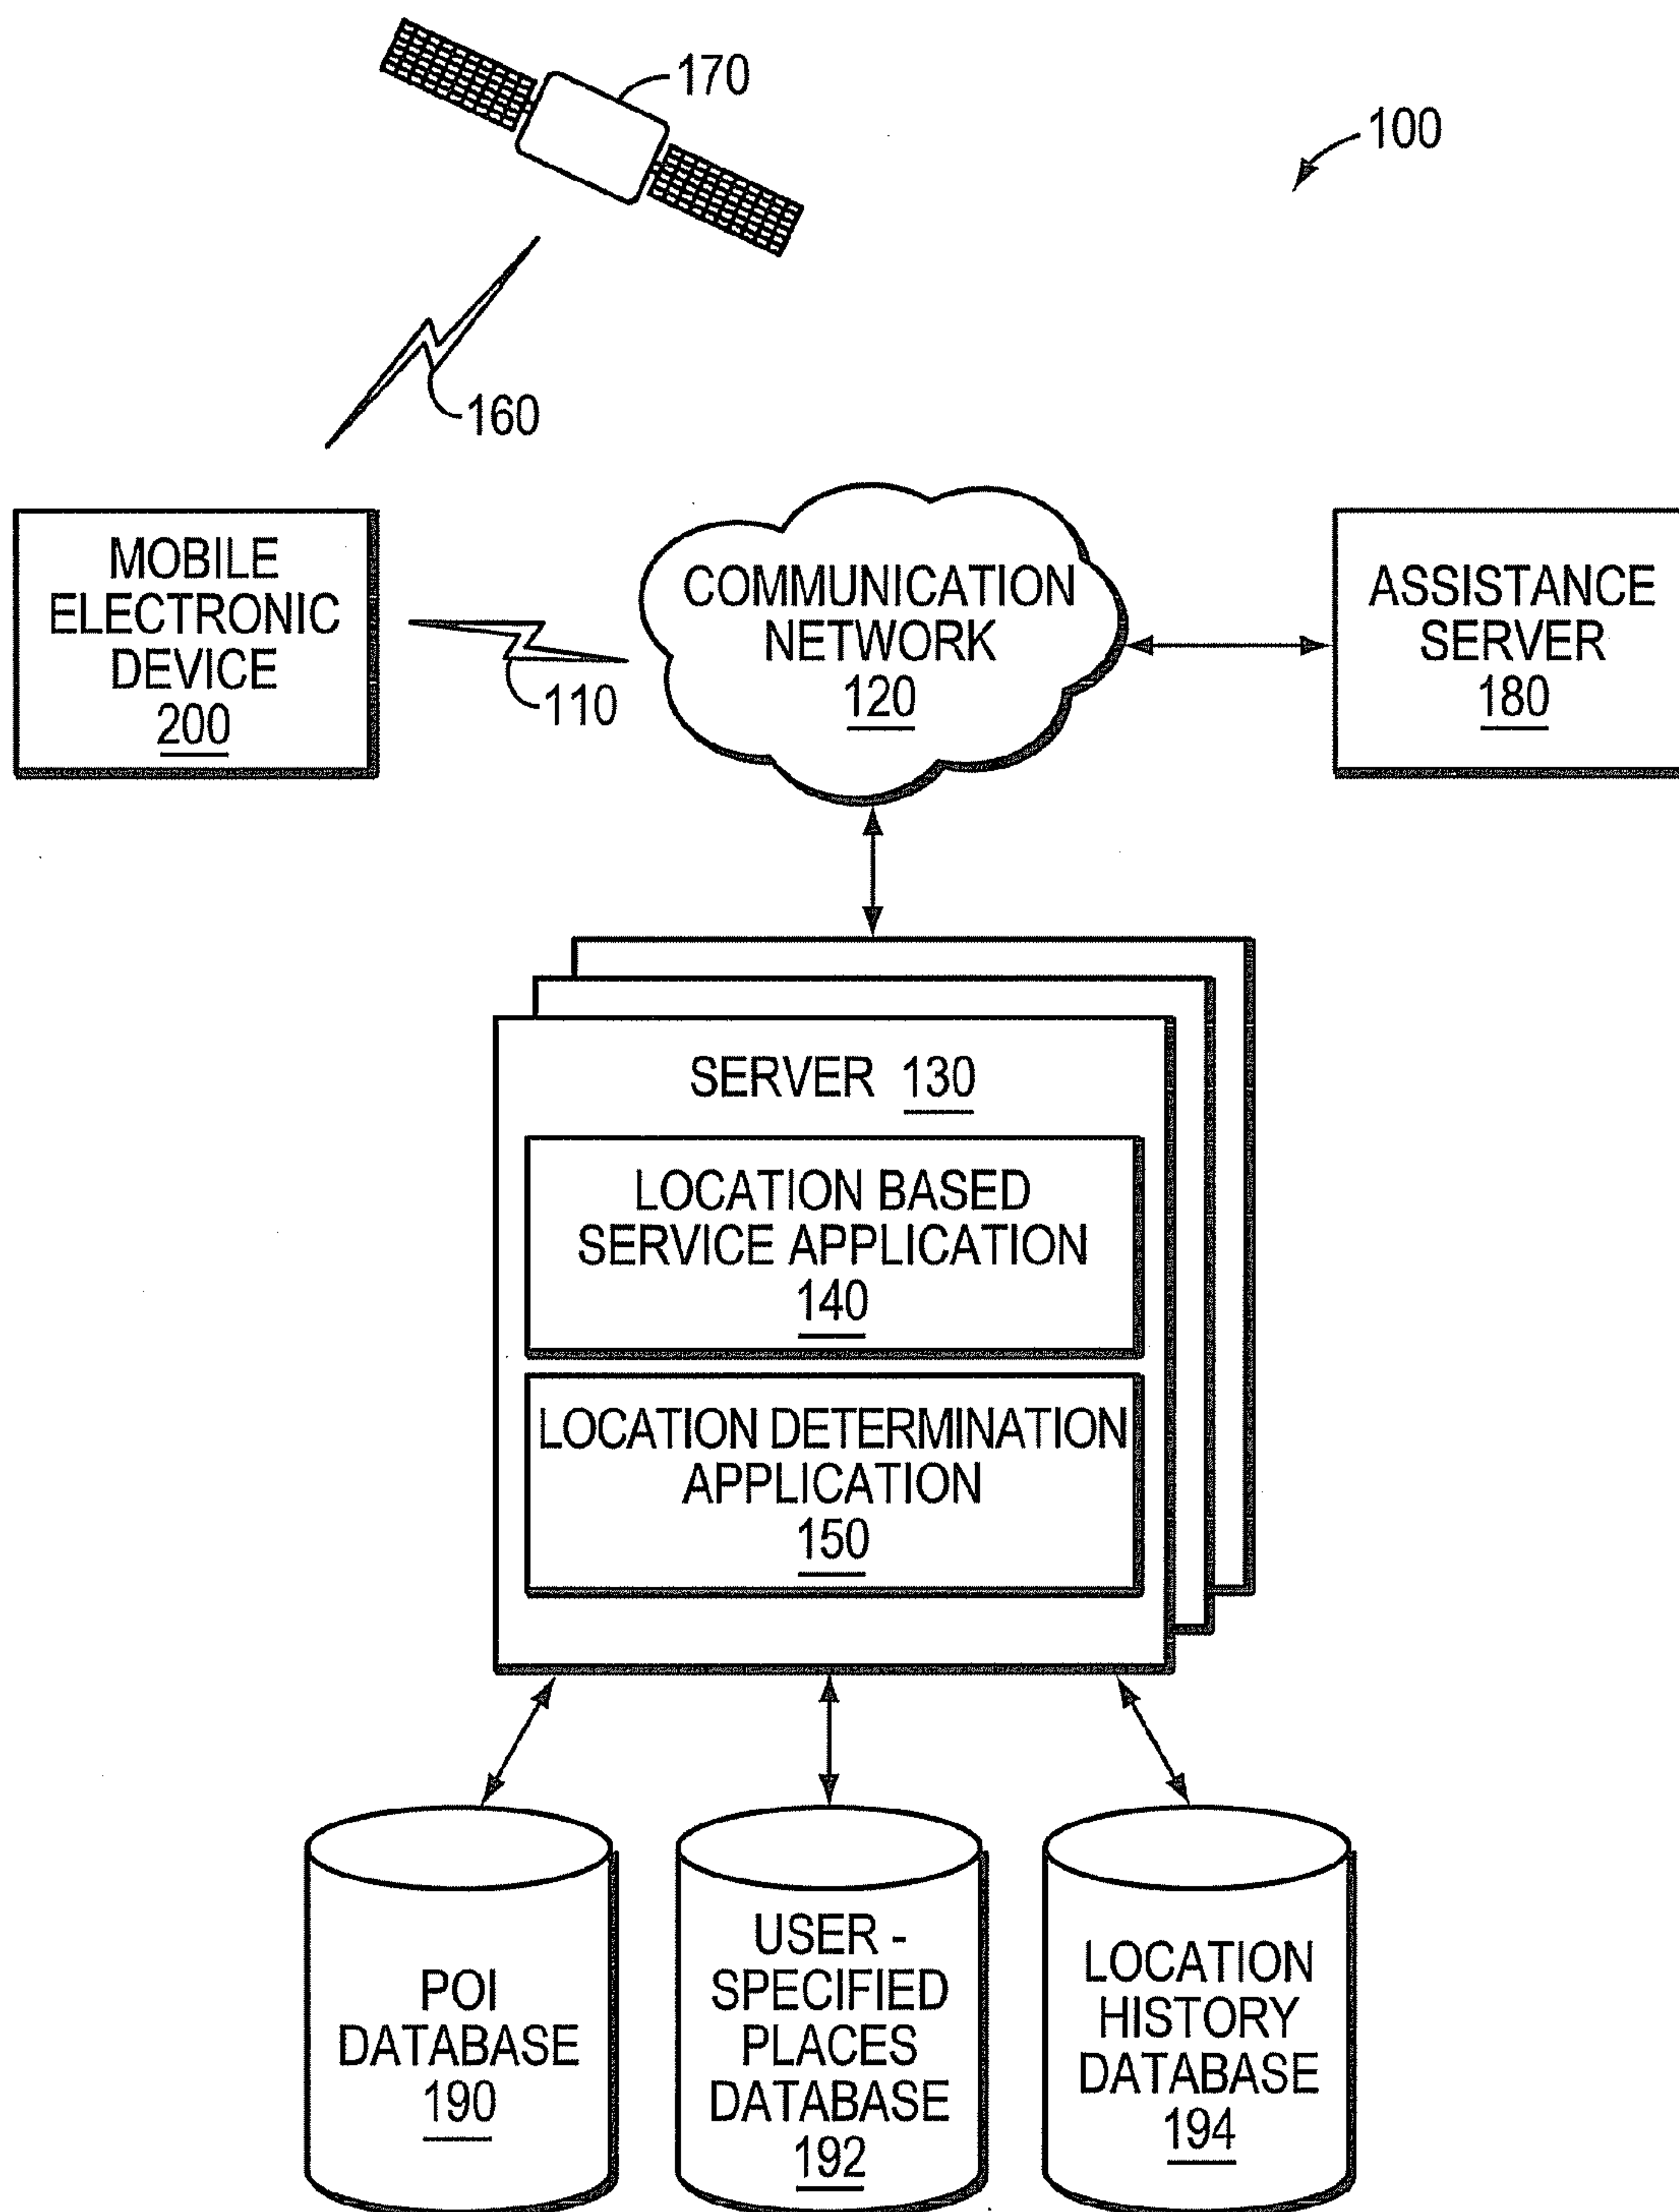 170
100
160
MOBILE
ELECTRONIC
DEVICE
200
110
COMMUNICATION
NETWORK
120
ASSISTANCE
SERVER
180
SERVER 130
LOCATION BASED
SERVICE APPLICATION
140
LOCATION DETERMINATION
APPLICATION
150
POI
DATABASE
190
USER -
SPECIFIED
PLACES
DATABASE
192
LOCATION
HISTORY
DATABASE
194